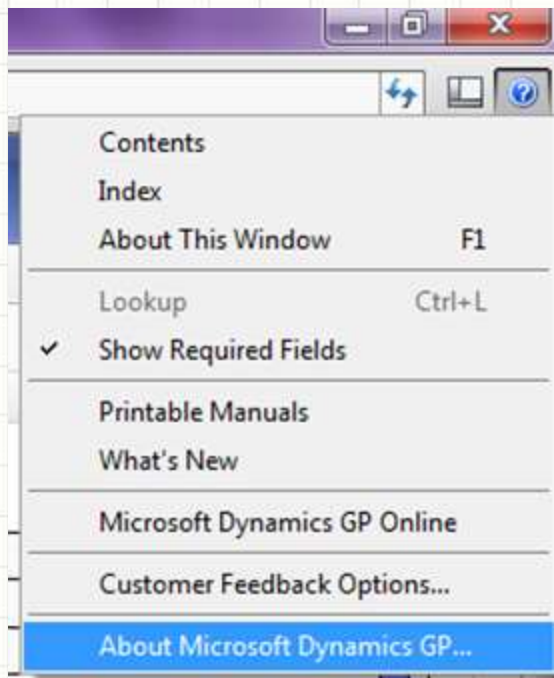 Contents
Index
About This Window F1
Lookup Ctrl+L
Show Required Fields
Printable Manuals
What's New
Microsoft Dynamics GP Online
Customer Feedback Options...
About Microsoft Dynamics GP...